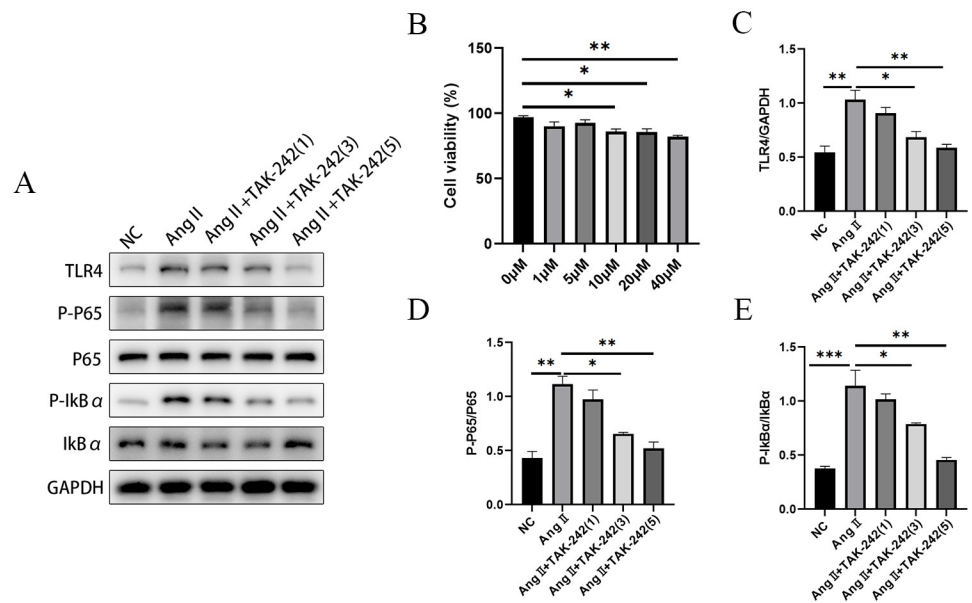 A
NC
Ang II
Ang II +TAK-242(1)
Ang II +TAK-242(3)
Ang II +TAK-242(5)
TLR4
P-P65
P65
P-IkBα
IkBα
GAPDH
B
Cell viability (%)
150
100
50
0
**
*
*
0μM
1μM
5μM
10μM
20μM
40μM
C
TLR4/GAPDH
1.5
1.0
0.5
0.0
**
**
*
NC
Ang II
Ang II+TAK-242(1)
Ang II+TAK-242(3)
Ang II+TAK-242(5)
D
P-P65/P65
1.5
1.0
0.5
0.0
**
**
*
NC
Ang II
Ang II+TAK-242(1)
Ang II+TAK-242(3)
Ang II+TAK-242(5)
E
P-IkBα/IkBα
1.5
1.0
0.5
0.0
**
***
*
NC
Ang II
Ang II+TAK-242(1)
Ang II+TAK-242(3)
Ang II+TAK-242(5)